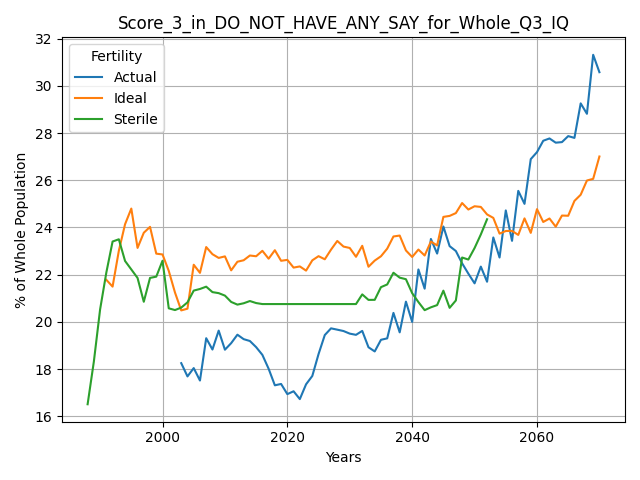 Score_3_in_DO_NOT_HAVE_ANY_SAY_for_Whole_Q3_IQ
Fertility
Actual
Ideal
Sterile
% of Whole Population
32
30
28
26
24
22
20
18
16
2000
2020
2040
2060
Years